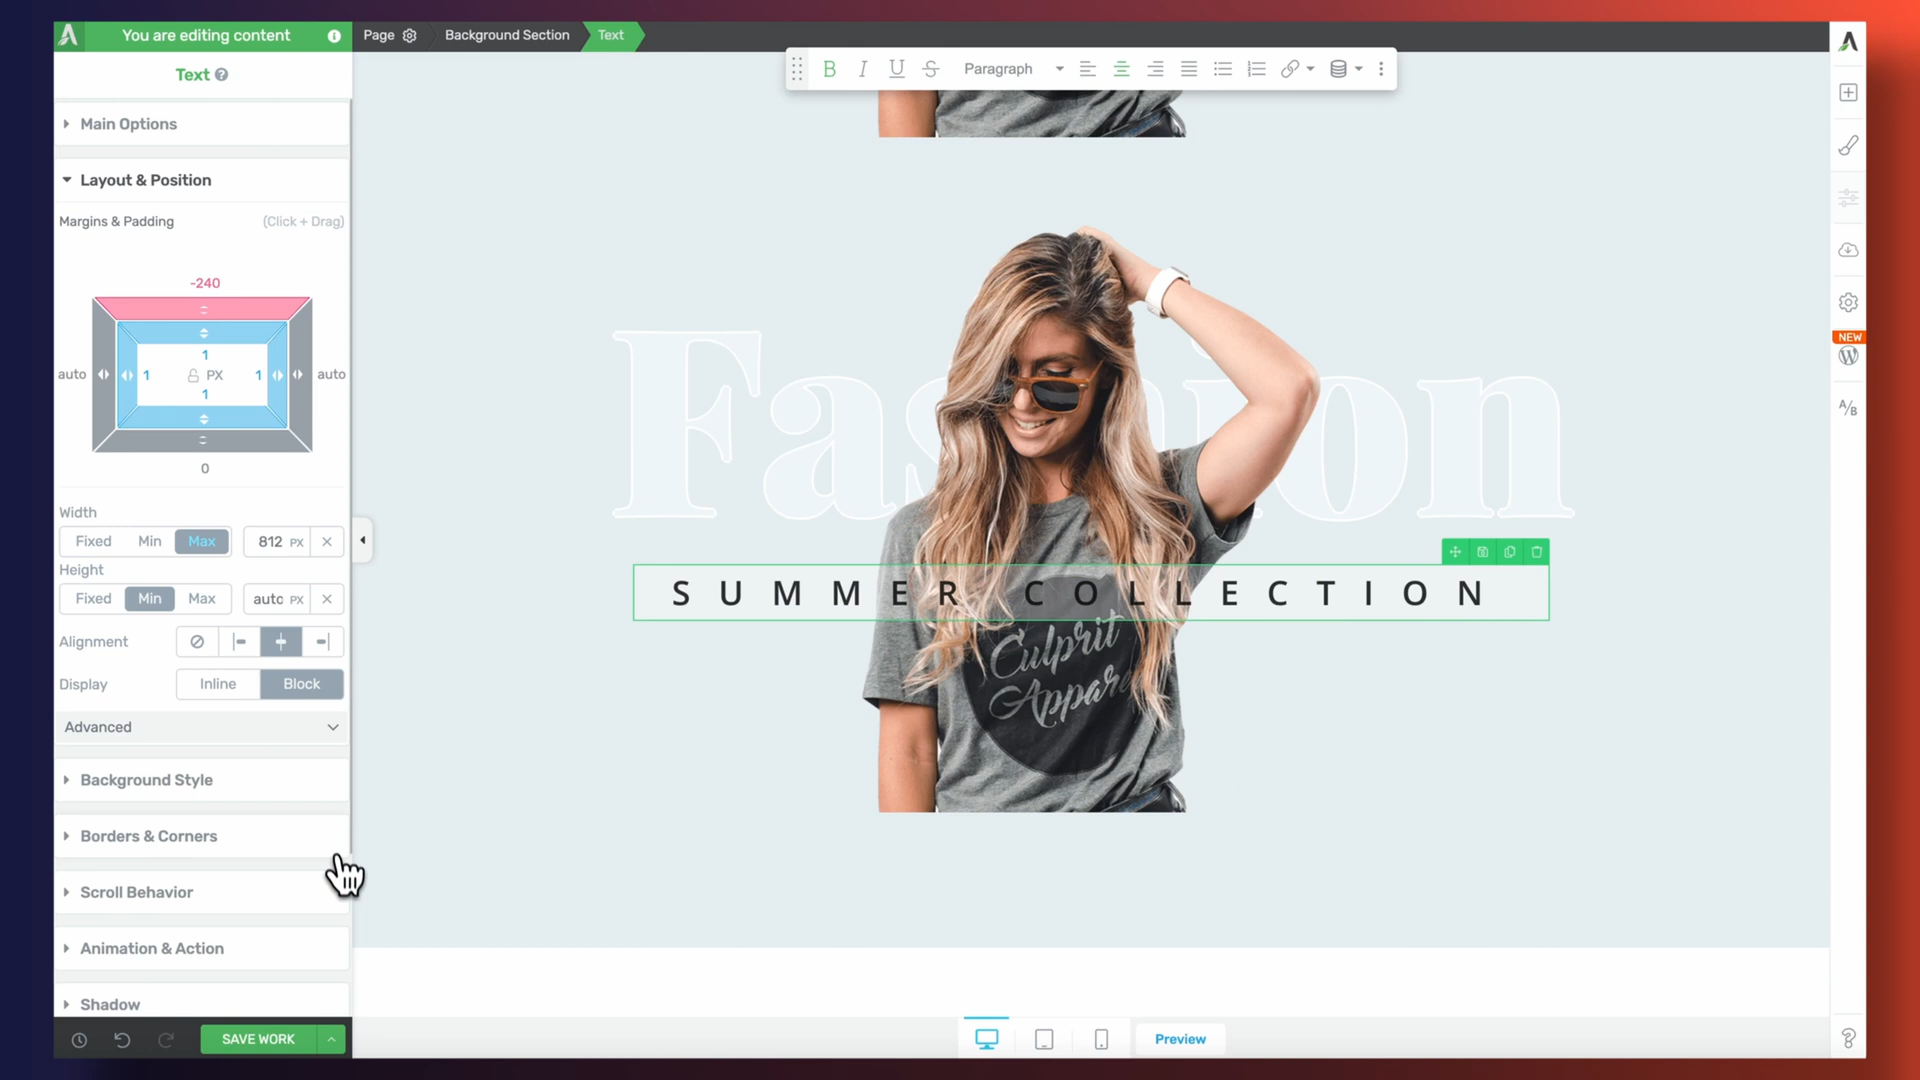 You are editing content
Page
Background Section
Text
Text
B I U S
Paragraph
Main Options
Layout & Position
Margins & Padding
(Click + Drag)
-240
1
auto
1
PX
1
auto
1
0
Width
Fixed
Min
Max
812 PX
Height
Fixed
Min
Max
auto PX
Alignment
Display
Inline
Block
Advanced
Background Style
Borders & Corners
Scroll Behavior
Animation & Action
Shadow
SAVE WORK
Fashion
SUMMER COLLECTION
Culprit
Apparel
Preview
NEW
A/B